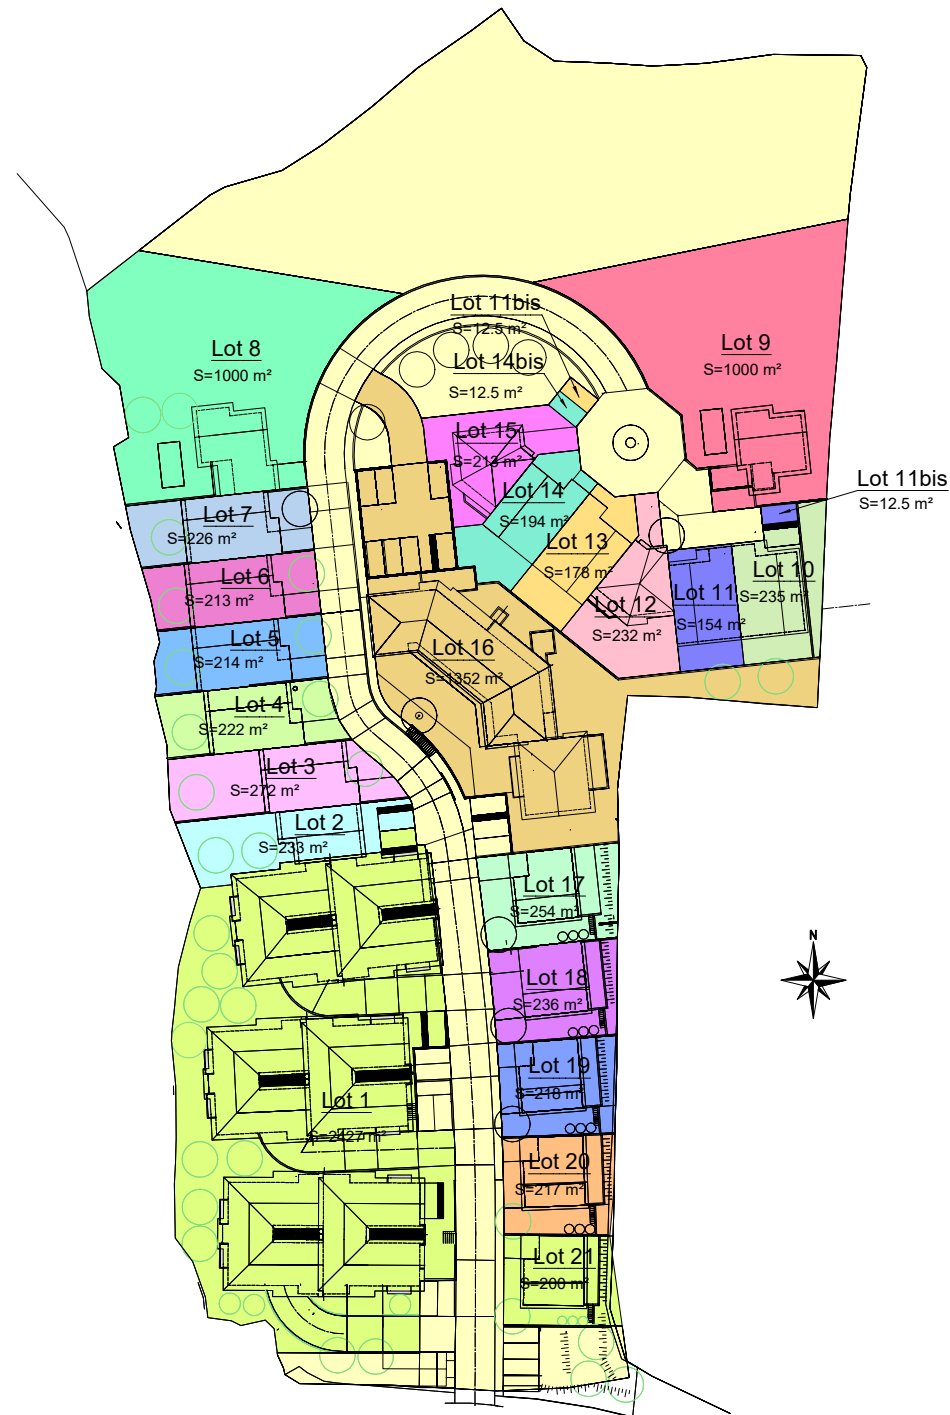 Lot 11bis
S=12.5 m²
Lot 14bis
S=12.5 m²
Lot 8
S=1000 m²
Lot 9
S=1000 m²
Lot 15
S=213 m²
Lot 14
S=194 m²
Lot 11bis
S=12.5 m²
Lot 7
S=226 m²
Lot 13
S=178 m²
Lot 6
S=213 m²
Lot 12
S=232 m²
Lot 11
S=154 m²
Lot 10
S=235 m²
Lot 5
S=214 m²
Lot 16
S=1352 m²
Lot 4
S=222 m²
Lot 3
S=272 m²
Lot 2
S=233 m²
Lot 17
S=254 m²
N
Lot 18
S=236 m²
Lot 19
S=218 m²
Lot 1
S=2427 m²
Lot 20
S=217 m²
Lot 21
S=200 m²